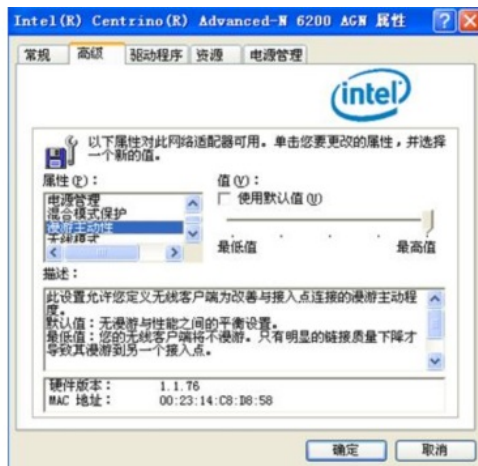 Intel(R) Centrino(R) Advanced-N 6200 AGN 属性
常规 高级 驱动程序 资源 电源管理
intel
以下属性对此网络适配器可用。单击您要更改的属性，并选择
一个新的值。
属性(P)：
值(V)：
电源管理
混合模式保护
漫游主动性
无线模式
使用默认值(U)
最低值
最高值
描述：
此设置允许您定义无线客户端为改善与接入点连接的漫游主动程
度。
默认值：无漫游与性能之间的平衡设置。
最低值：您的无线客户端将不漫游。只有明显的链接质量下降才
导致其漫游到另一个接入点。
硬件版本： 1.1.76
MAC 地址： 00:23:14:C8:D8:58
确定 取消